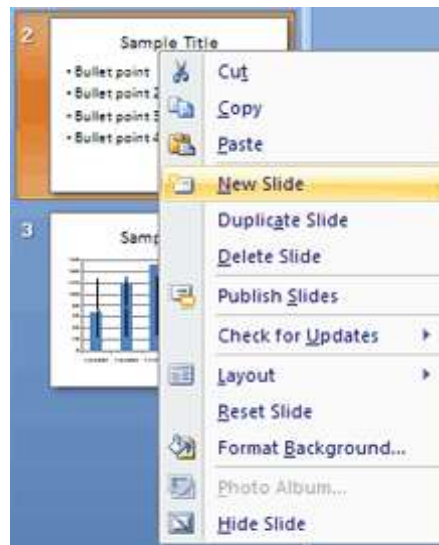 2
Sample Title
• Bullet point
• Bullet point 2
• Bullet point 3
• Bullet point 4
3
Cut
Copy
Paste
New Slide
Duplicate Slide
Delete Slide
Publish Slides
Check for Updates
Layout
Reset Slide
Format Background...
Photo Album...
Hide Slide